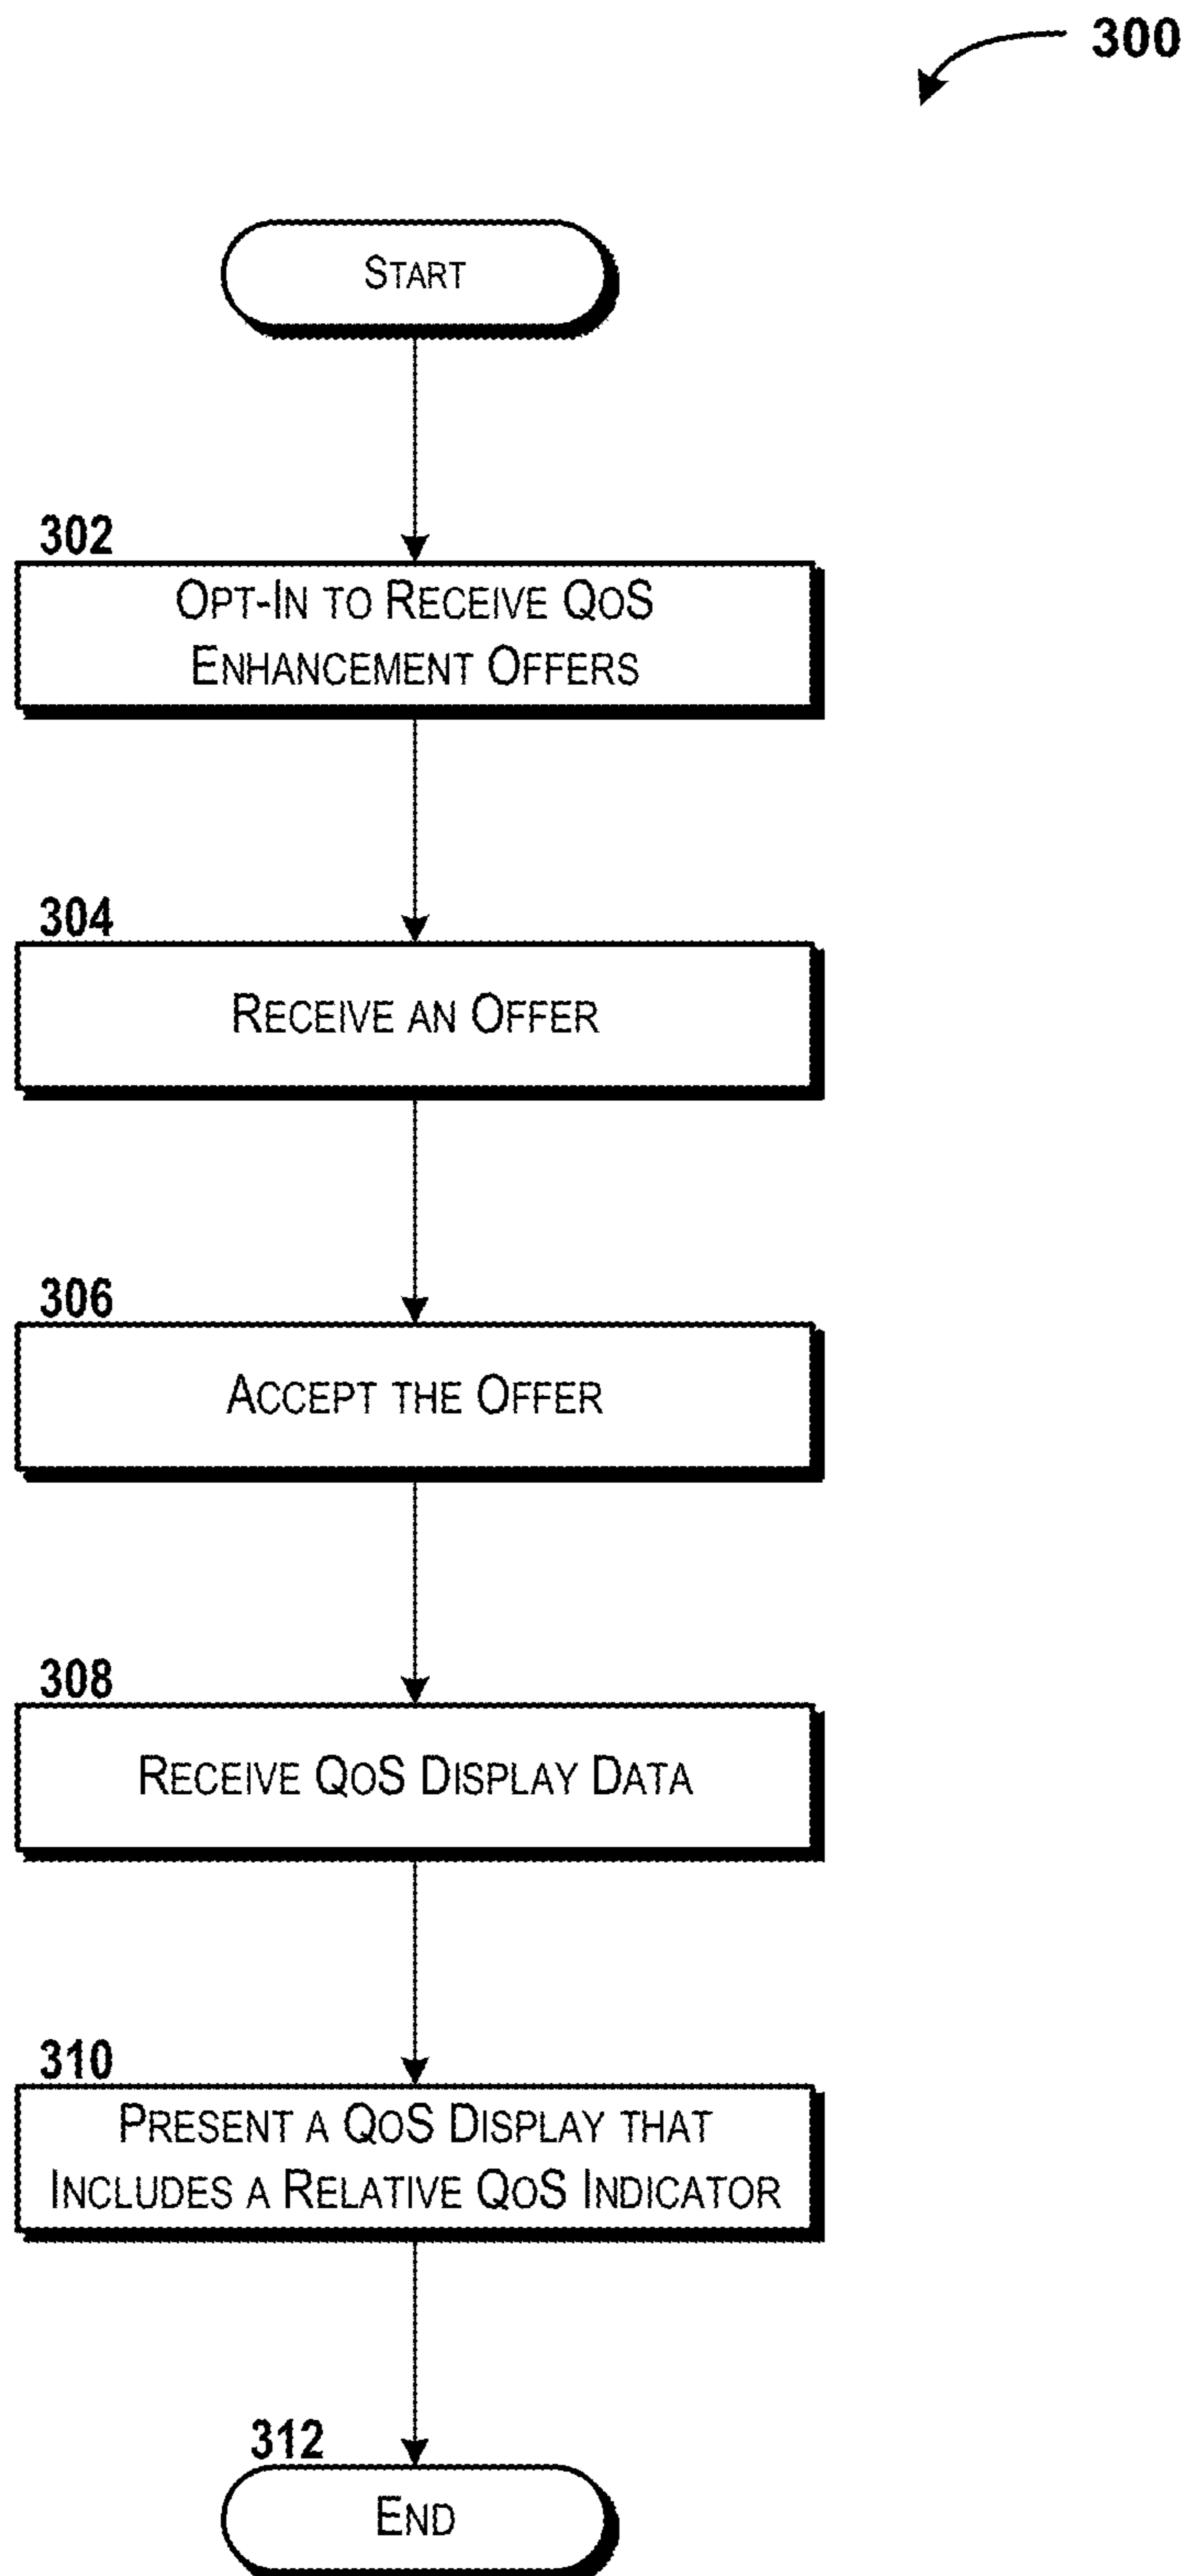 300
START
302
OPT-IN TO RECEIVE QOS
ENHANCEMENT OFFERS
304
RECEIVE AN OFFER
306
ACCEPT THE OFFER
308
RECEIVE QOS DISPLAY DATA
310
PRESENT A QOS DISPLAY THAT
INCLUDES A RELATIVE QOS INDICATOR
312
END